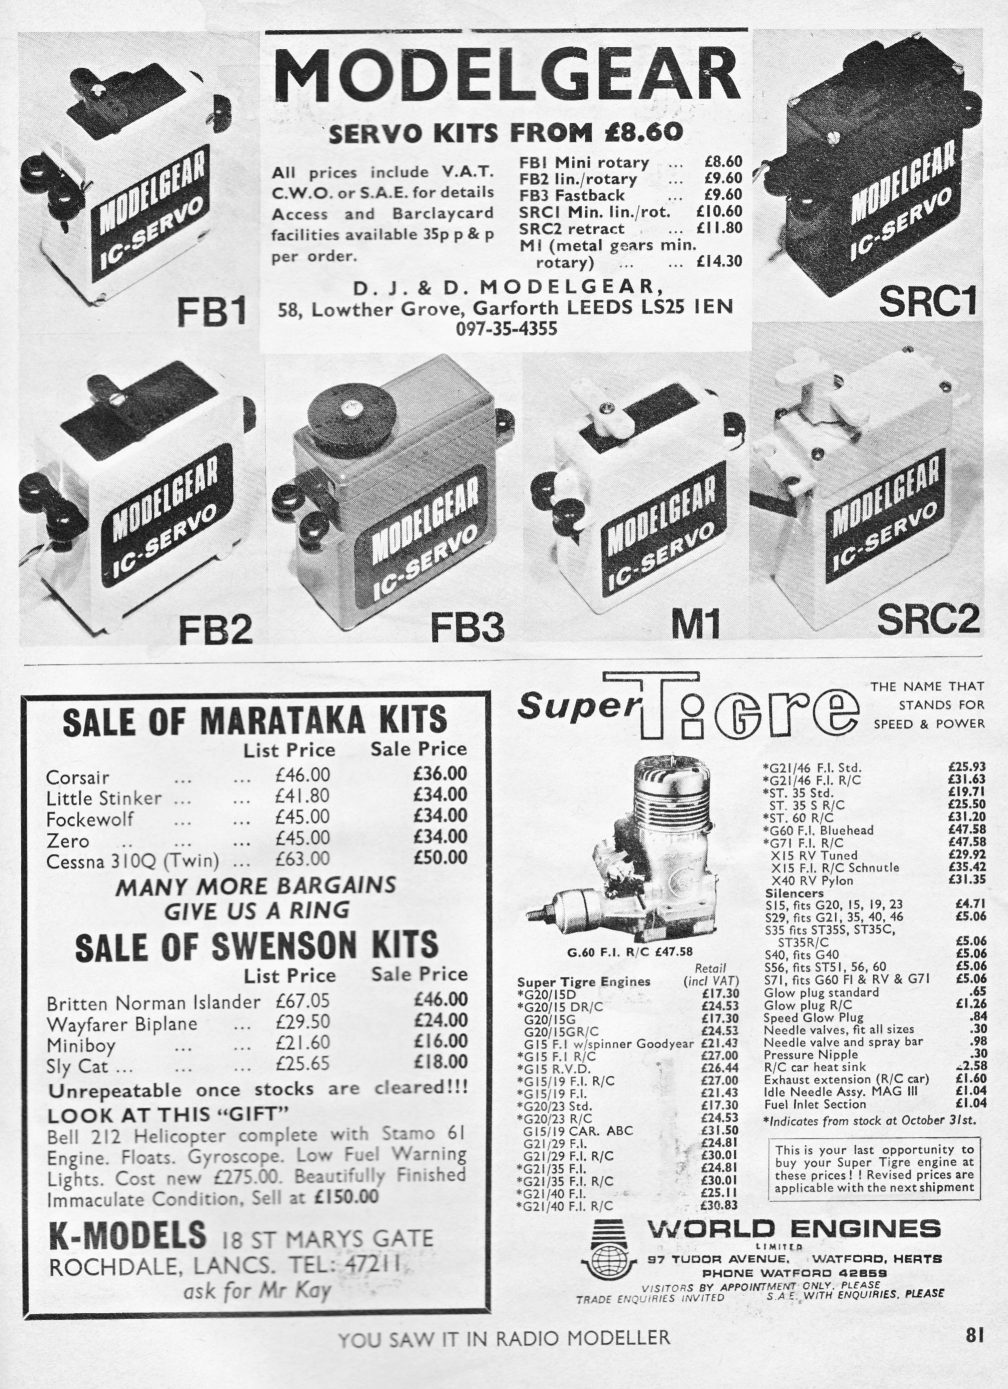 MODELGEAR
SERVO KITS FROM £8.60
All prices include V.A.T.
C.W.O. or S.A.E. for details
Access and Barclaycard
facilities available 35p p & p
per order.
FB1 Mini rotary ... £8.60
FB2 lin./rotary ... £9.60
FB3 Fastback ... £9.60
SRC1 Min. lin./rot. £10.60
SRC2 retract . ... £11.80
M1 (metal gears min.
rotary) ... ... £14.30
D. J. & D. MODELGEAR,
58, Lowther Grove, Garforth LEEDS LS25 1EN
097-35-4355
MODELGEAR
IC-SERVO
FB1
MODELGEAR
IC-SERVO
SRC1
MODELGEAR
IC-SERVO
FB2
MODELGEAR
IC-SERVO
FB3
MODELGEAR
IC-SERVO
M1
MODELGEAR
IC-SERVO
SRC2
SALE OF MARATAKA KITS
List Price Sale Price
Corsair ... ... £46.00 £36.00
Little Stinker ... ... £41.80 £34.00
Fockewolf ... ... £45.00 £34.00
Zero .. ... ... £45.00 £34.00
Cessna 310Q (Twin) ... £63.00 £50.00
MANY MORE BARGAINS
GIVE US A RING
SALE OF SWENSON KITS
List Price Sale Price
Britten Norman Islander £67.05 £46.00
Wayfarer Biplane ... £29.50 £24.00
Miniboy ... ... £21.60 £16.00
Sly Cat ... ... ... £25.65 £18.00
Unrepeatable once stocks are cleared!!!
LOOK AT THIS "GIFT"
Bell 212 Helicopter complete with Stamo 61
Engine. Floats. Gyroscope. Low Fuel Warning
Lights. Cost new £275.00. Beautifully Finished
Immaculate Condition, Sell at £150.00
K-MODELS 18 ST MARYS GATE
ROCHDALE, LANCS. TEL: 47211
ask for Mr Kay
Super Tigre
THE NAME THAT
STANDS FOR
SPEED & POWER
G.60 F.I. R/C £47.58
Retail
Super Tigre Engines (incl VAT)
*G20/15D £17.30
*G20/15 DR/C £24.53
G20/15G £17.30
G20/15GR/C £24.53
G15 F.I w/spinner Goodyear £21.43
*G15 F.I R/C £27.00
*G15 R.V.D. £26.44
*G15/19 F.I. R/C £27.00
*G15/19 F.I. £21.43
*G20/23 Std. £17.30
*G20/23 R/C £24.53
G15/19 CAR. ABC £31.50
G21/29 F.I. £24.81
G21/29 F.I. R/C £30.01
*G21/35 F.I. £24.81
*G21/35 F.I. R/C £30.01
*G21/40 F.I. £25.11
*G21/40 F.I. R/C £30.83
*G21/46 F.I. Std. £25.93
*G21/46 F.I. R/C £31.63
*ST. 35 Std. £19.71
ST. 35 S R/C £25.50
*ST. 60 R/C £31.20
*G60 F.I. Bluehead £47.58
*G71 F.I. R/C £47.58
X15 RV Tuned £29.92
X15 F.I. R/C Schnutle £35.42
X40 RV Pylon £31.35
Silencers
S15, fits G20, 15, 19, 23 £4.71
S29, fits G21, 35, 40, 46 £5.06
S35 fits ST35S, ST35C,
ST35R/C £5.06
S40, fits G40 £5.06
S56, fits ST51, 56, 60 £5.06
S71, fits G60 FI & RV & G71 £5.06
Glow plug standard .65
Glow plug R/C £1.26
Speed Glow Plug .84
Needle valves, fit all sizes .30
Needle valve and spray bar .98
Pressure Nipple .30
R/C car heat sink 2.58
Exhaust extension (R/C car) £1.60
Idle Needle Assy. MAG III £1.04
Fuel Inlet Section £1.04
*Indicates from stock at October 31st.
This is your last opportunity to
buy your Super Tigre engine at
these prices! ! Revised prices are
applicable with the next shipment
WORLD ENGINES
LIMITED
97 TUDOR AVENUE, WATFORD, HERTS
PHONE WATFORD 42859
VISITORS BY APPOINTMENT ONLY, PLEASE
TRADE ENQUIRIES INVITED S.A.E. WITH ENQUIRIES, PLEASE
YOU SAW IT IN RADIO MODELLER
81